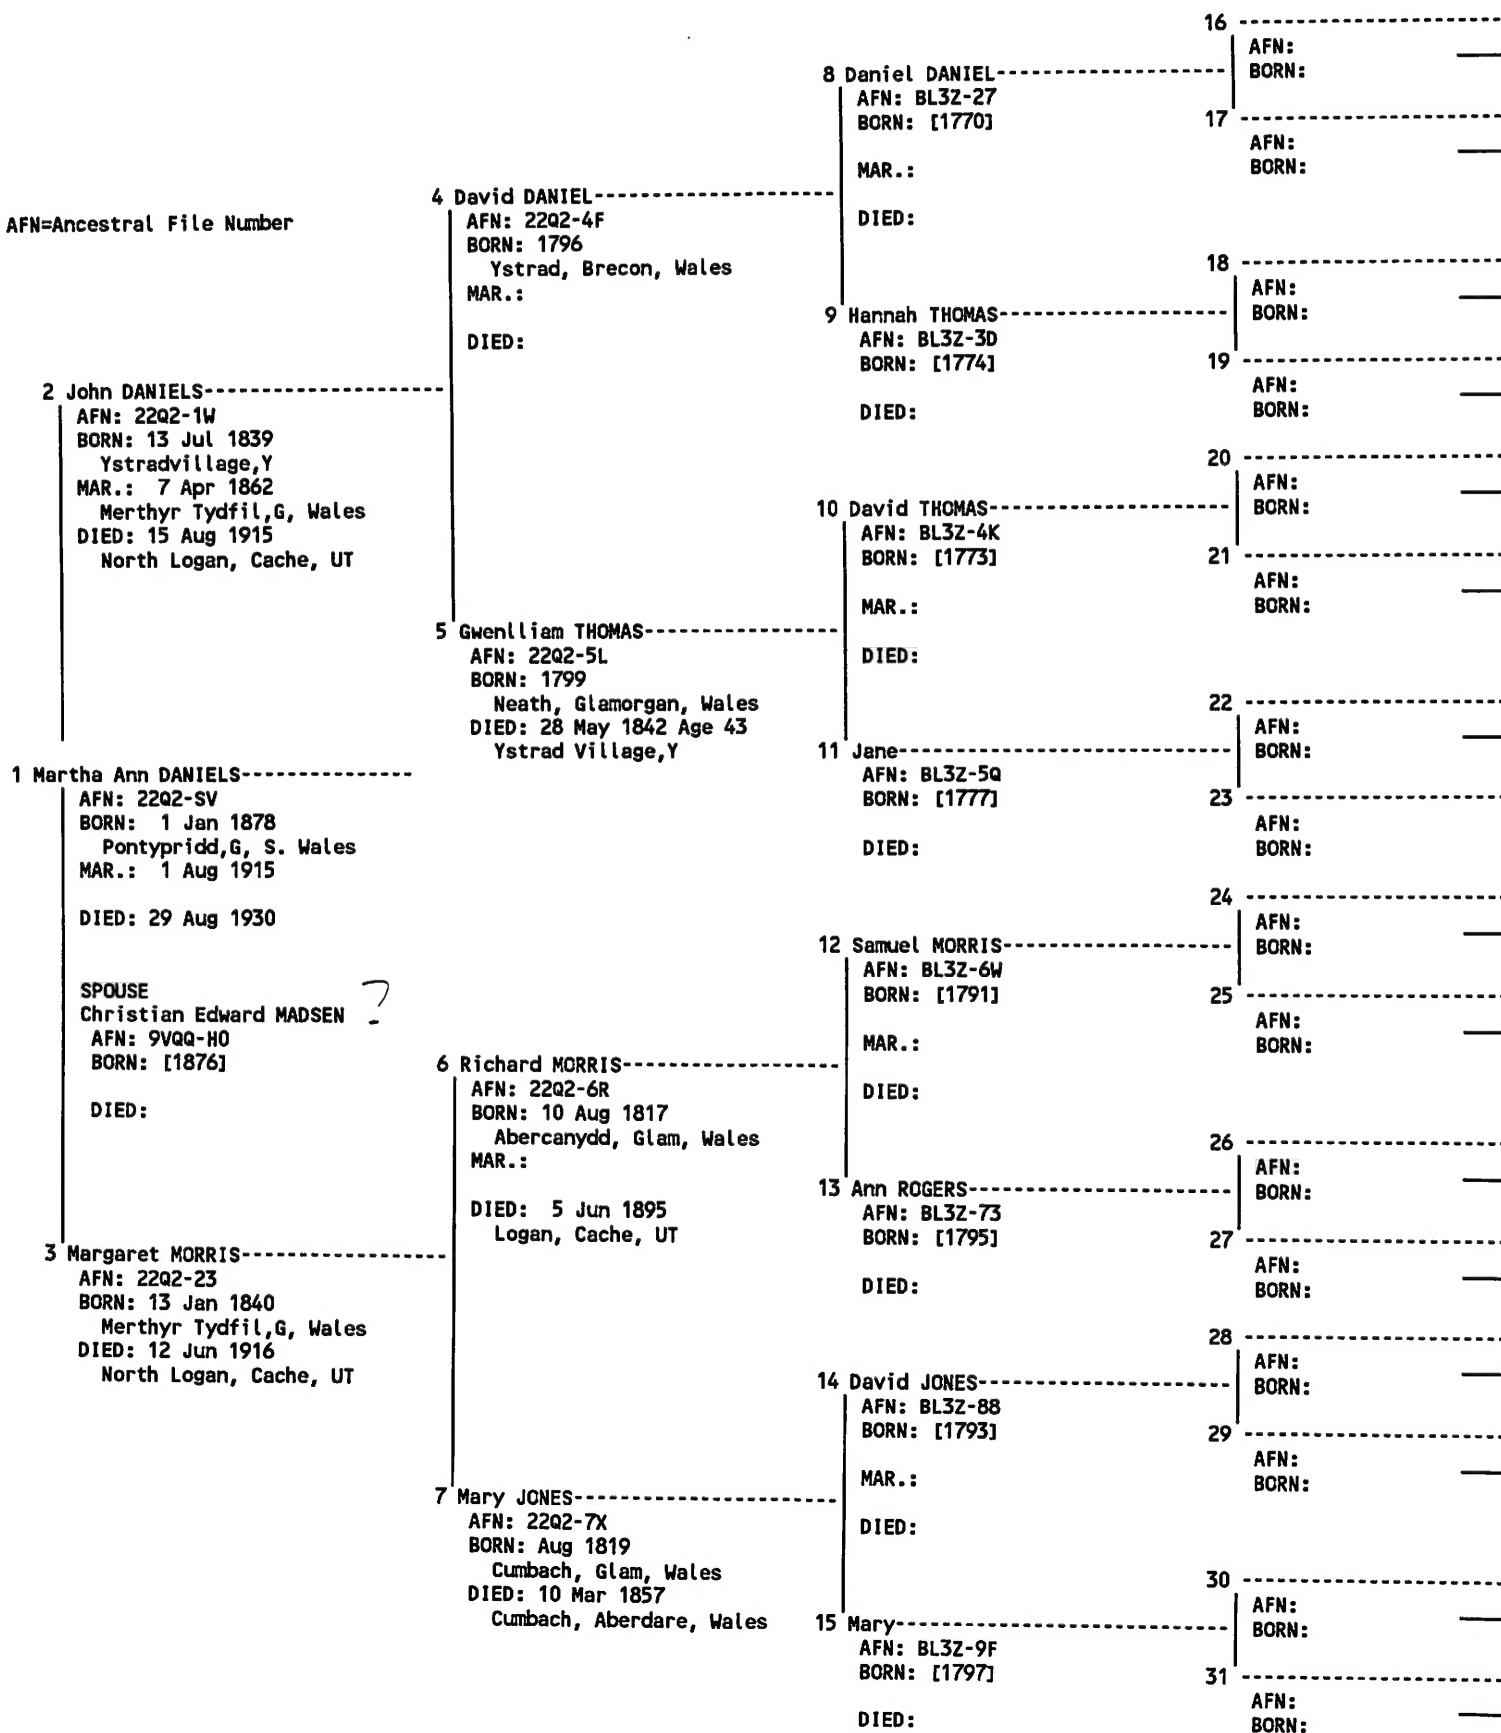 AFN=Ancestral File Number
1 Martha Ann DANIELS---------------
AFN: 22Q2-SV
BORN:  1 Jan 1878
Pontypridd,G, S. Wales
MAR.:  1 Aug 1915
DIED: 29 Aug 1930
SPOUSE
Christian Edward MADSEN ?
AFN: 9VQQ-H0
BORN: [1876]
DIED:
2 John DANIELS---------------------
AFN: 22Q2-1W
BORN: 13 Jul 1839
Ystradvillage,Y
MAR.:  7 Apr 1862
Merthyr Tydfil,G, Wales
DIED: 15 Aug 1915
North Logan, Cache, UT
3 Margaret MORRIS------------------
AFN: 22Q2-23
BORN: 13 Jan 1840
Merthyr Tydfil,G, Wales
DIED: 12 Jun 1916
North Logan, Cache, UT
4 David DANIEL---------------------
AFN: 22Q2-4F
BORN: 1796
Ystrad, Brecon, Wales
MAR.:
DIED:
5 Gwenlliam THOMAS-----------------
AFN: 22Q2-5L
BORN: 1799
Neath, Glamorgan, Wales
DIED: 28 May 1842 Age 43
Ystrad Village,Y
6 Richard MORRIS-------------------
AFN: 22Q2-6R
BORN: 10 Aug 1817
Abercanydd, Glam, Wales
MAR.:
DIED:  5 Jun 1895
Logan, Cache, UT
7 Mary JONES-----------------------
AFN: 22Q2-7X
BORN: Aug 1819
Cumbach, Glam, Wales
DIED: 10 Mar 1857
Cumbach, Aberdare, Wales
8 Daniel DANIEL--------------------
AFN: BL3Z-27
BORN: [1770]
MAR.:
DIED:
9 Hannah THOMAS--------------------
AFN: BL3Z-3D
BORN: [1774]
DIED:
10 David THOMAS---------------------
AFN: BL3Z-4K
BORN: [1773]
MAR.:
DIED:
11 Jane-----------------------------
AFN: BL3Z-5Q
BORN: [1777]
DIED:
12 Samuel MORRIS--------------------
AFN: BL3Z-6W
BORN: [1791]
MAR.:
DIED:
13 Ann ROGERS-----------------------
AFN: BL3Z-73
BORN: [1795]
DIED:
14 David JONES----------------------
AFN: BL3Z-88
BORN: [1793]
MAR.:
DIED:
15 Mary-----------------------------
AFN: BL3Z-9F
BORN: [1797]
DIED:
16 ----------------------
AFN:
BORN:
17 ----------------------
AFN:
BORN:
18 ----------------------
AFN:
BORN:
19 ----------------------
AFN:
BORN:
20 ----------------------
AFN:
BORN:
21 ----------------------
AFN:
BORN:
22 ----------------------
AFN:
BORN:
23 ----------------------
AFN:
BORN:
24 ----------------------
AFN:
BORN:
25 ----------------------
AFN:
BORN:
26 ----------------------
AFN:
BORN:
27 ----------------------
AFN:
BORN:
28 ----------------------
AFN:
BORN:
29 ----------------------
AFN:
BORN:
30 ----------------------
AFN:
BORN:
31 ----------------------
AFN:
BORN: